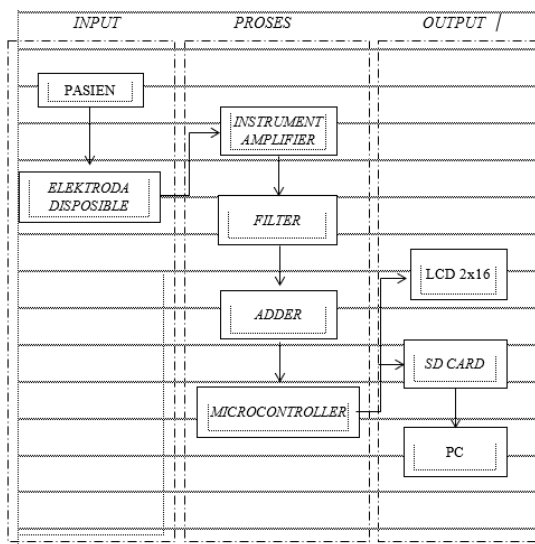 INPUT
PROSES
OUTPUT
PASIEN
ELEKTRODA
DISPOSIBLE
INSTRUMENT
AMPLIFIER
FILTER
ADDER
MICROCONTROLLER
LCD 2x16
SD CARD
PC